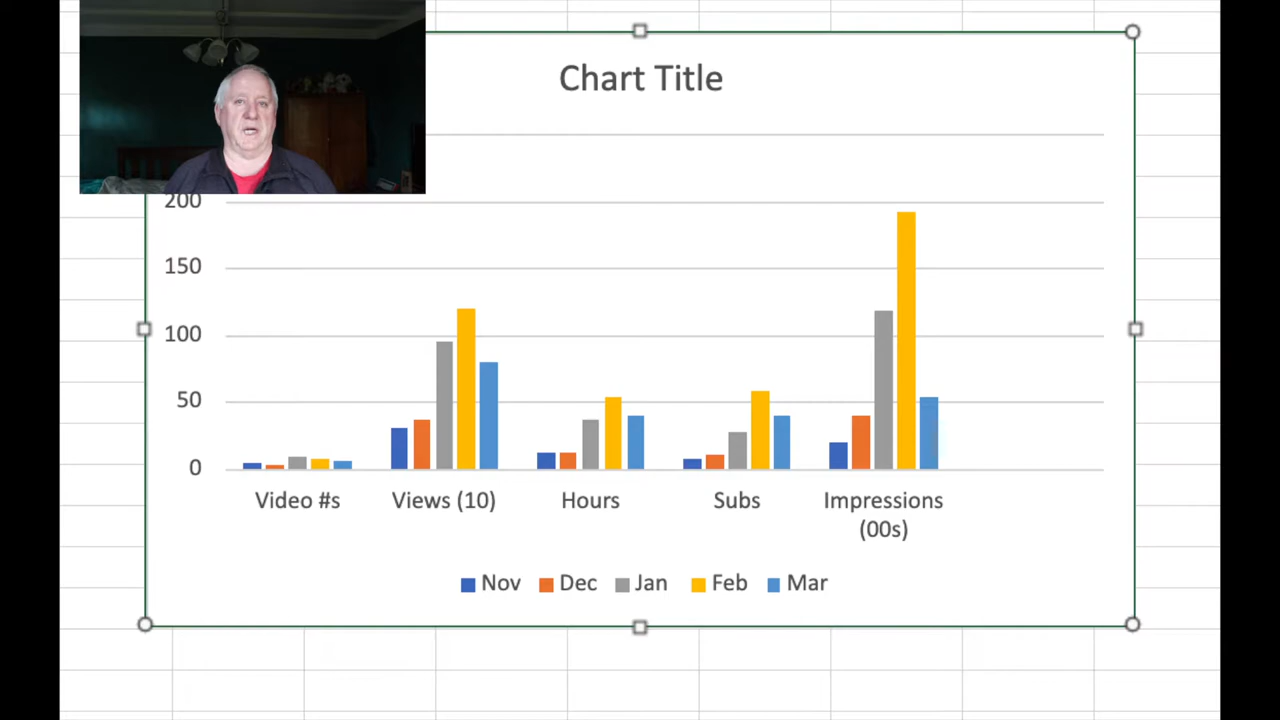 Chart Title
200
150
100
50
0
Video #s Views (10) Hours Subs Impressions
(00s)
Nov Dec Jan Feb Mar